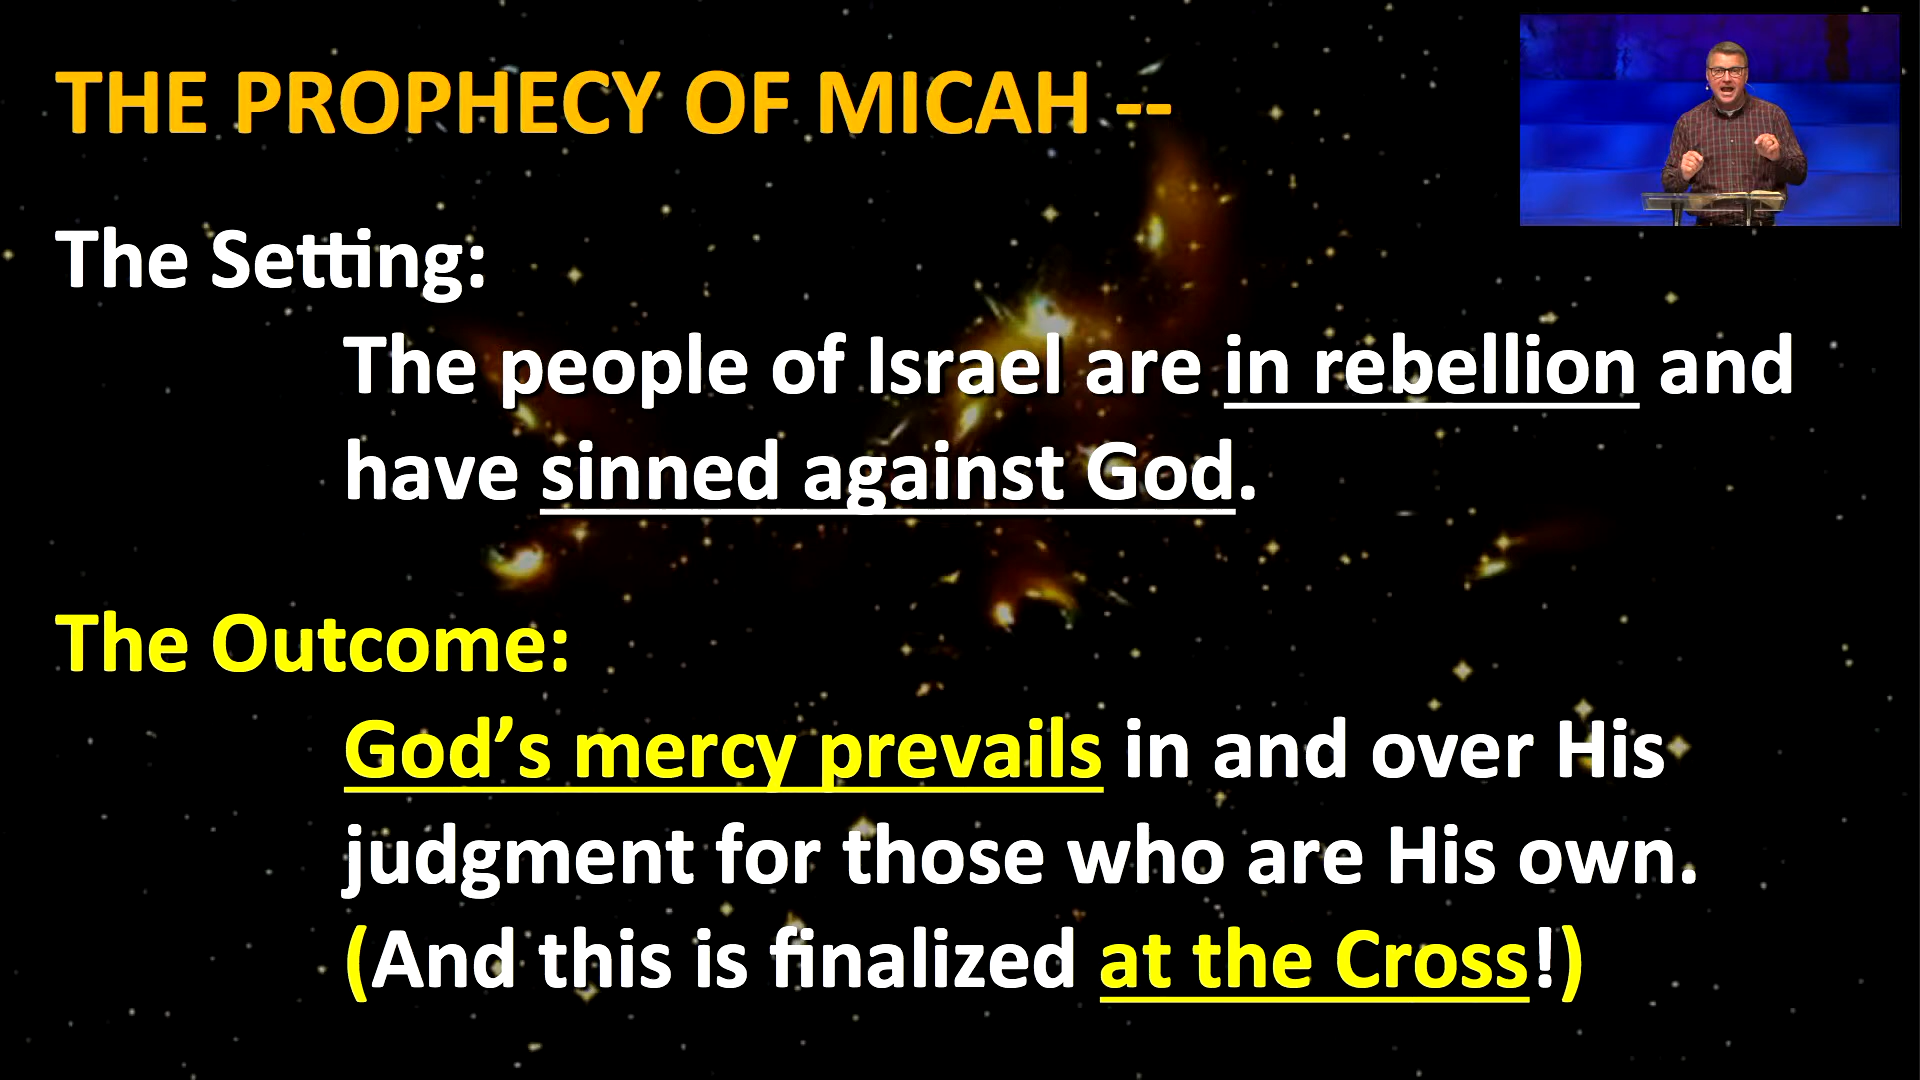 THE PROPHECY OF MICAH --
The Setting:
The people of Israel are in rebellion and
have sinned against God.
The Outcome:
God’s mercy prevails in and over His
judgment for those who are His own.
(And this is finalized at the Cross!)